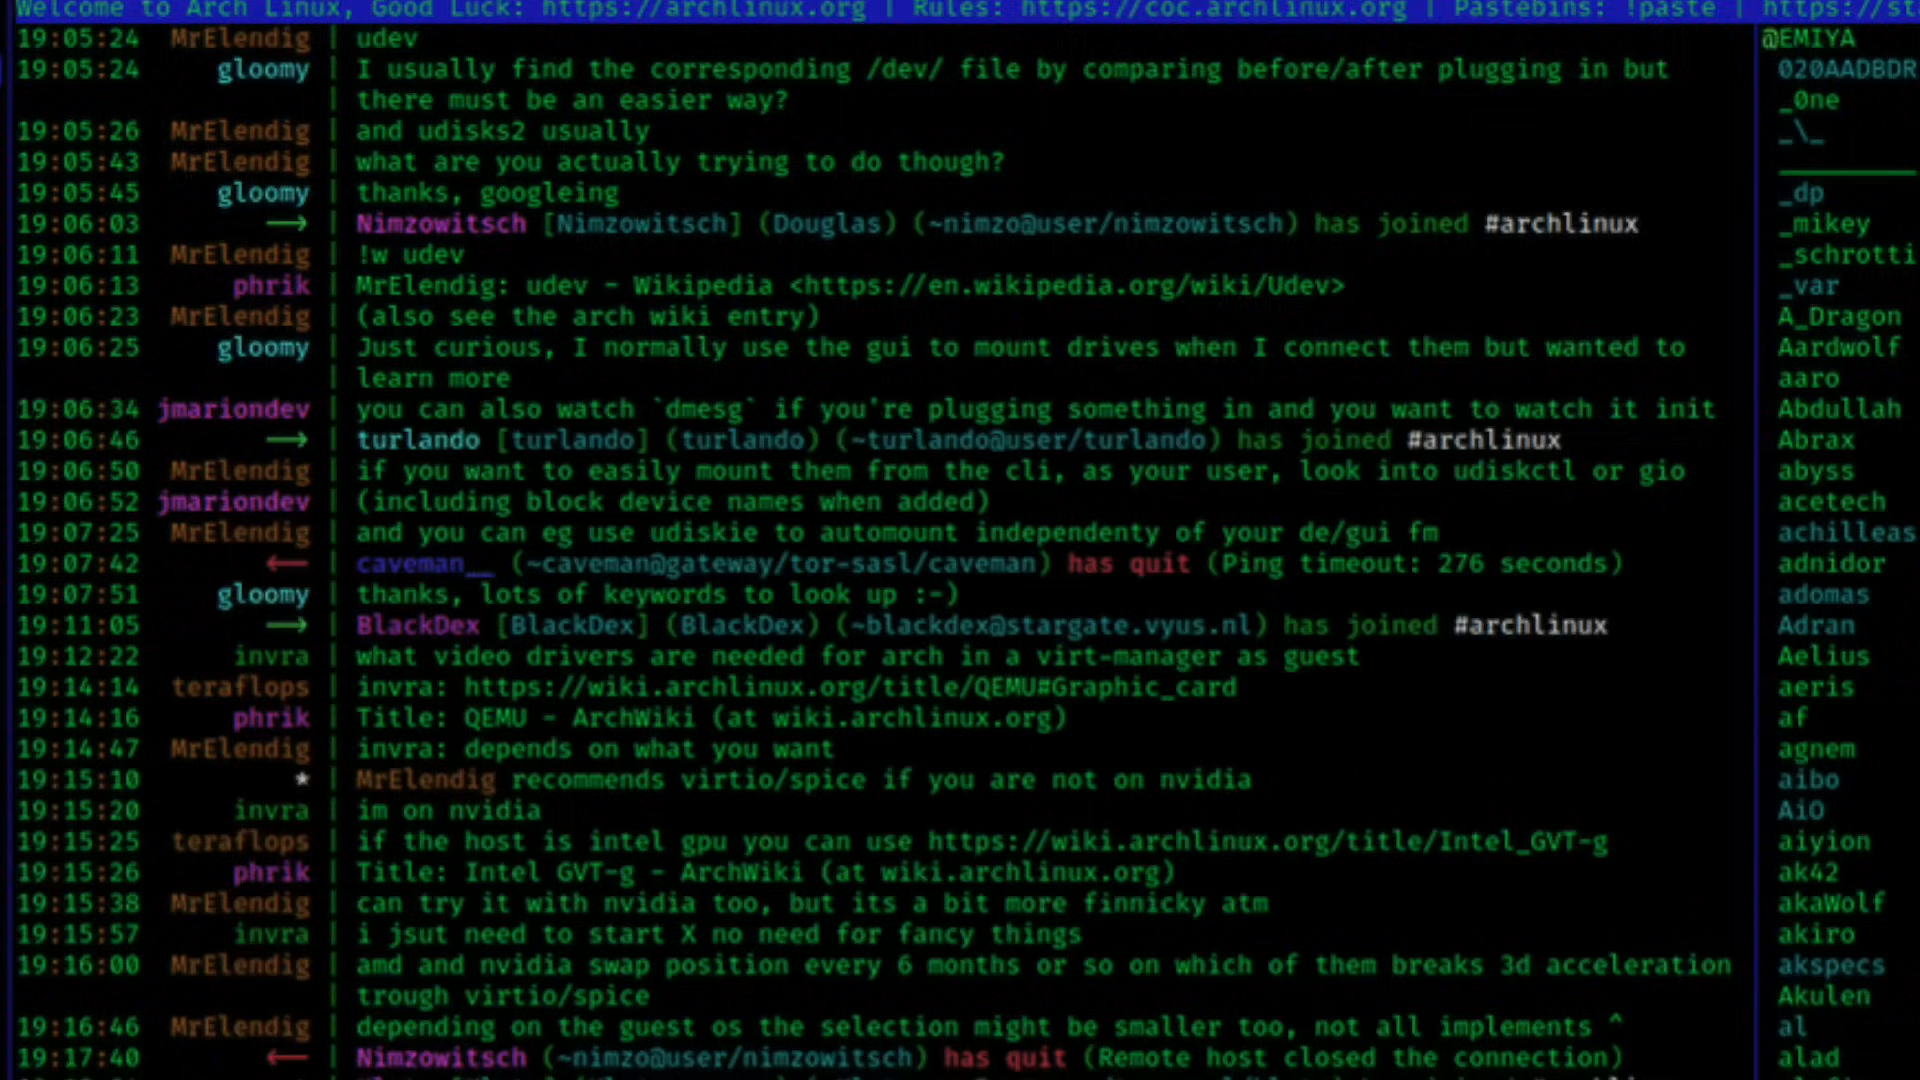 Welcome to Arch Linux, Good Luck: https://archlinux.org | Rules: https://coc.archlinux.org | Pastebins: !paste |
19:05:24 MrElendig | udev
19:05:24 gloomy | I usually find the corresponding /dev/ file by comparing before/after plugging in but
| there must be an easier way?
19:05:26 MrElendig | and udisks2 usually
19:05:43 MrElendig | what are you actually trying to do though?
19:05:45 gloomy | thanks, googleing
19:06:03 → | Nimzowitsch [Nimzowitsch] (Douglas) (~nimzo@user/nimzowitsch) has joined #archlinux
19:06:11 MrElendig | !w udev
19:06:13 phrik | MrElendig: udev - Wikipedia <https://en.wikipedia.org/wiki/Udev>
19:06:23 MrElendig | (also see the arch wiki entry)
19:06:25 gloomy | Just curious, I normally use the gui to mount drives when I connect them but wanted to
| learn more
19:06:34 jmariondev | you can also watch `dmesg` if you're plugging something in and you want to watch it init
19:06:46 → | turlando [turlando] (turlando) (~turlando@user/turlando) has joined #archlinux
19:06:50 MrElendig | if you want to easily mount them from the cli, as your user, look into udiskctl or gio
19:06:52 jmariondev | (including block device names when added)
19:07:25 MrElendig | and you can eg use udiskie to automount independenty of your de/gui fm
19:07:42 ← | caveman__ (~caveman@gateway/tor-sasl/caveman) has quit (Ping timeout: 276 seconds)
19:07:51 gloomy | thanks, lots of keywords to look up :-)
19:11:05 → | BlackDex [BlackDex] (BlackDex) (~blackdex@stargate.vyus.nl) has joined #archlinux
19:12:22 invra | what video drivers are needed for arch in a virt-manager as guest
19:14:14 teraflops | invra: https://wiki.archlinux.org/title/QEMU#Graphic_card
19:14:16 phrik | Title: QEMU - ArchWiki (at wiki.archlinux.org)
19:14:47 MrElendig | invra: depends on what you want
19:15:10 * | MrElendig recommends virtio/spice if you are not on nvidia
19:15:20 invra | im on nvidia
19:15:25 teraflops | if the host is intel gpu you can use https://wiki.archlinux.org/title/Intel_GVT-g
19:15:26 phrik | Title: Intel GVT-g - ArchWiki (at wiki.archlinux.org)
19:15:38 MrElendig | can try it with nvidia too, but its a bit more finnicky atm
19:15:57 invra | i jsut need to start X no need for fancy things
19:16:00 MrElendig | amd and nvidia swap position every 6 months or so on which of them breaks 3d acceleration
| trough virtio/spice
19:16:46 MrElendig | depending on the guest os the selection might be smaller too, not all implements ^
19:17:40 ← | Nimzowitsch (~nimzo@user/nimzowitsch) has quit (Remote host closed the connection)
@EMIYA
020AADBDR
_0ne
_\_
_________
_dp
_mikey
_schrotti
_var
A_Dragon
Aardwolf
aaro
Abdullah
Abrax
abyss
acetech
achilleas
adnidor
adomas
Adran
Aelius
aeris
af
agnem
aibo
AiO
aiyion
ak42
akaWolf
akiro
akspecs
Akulen
al
alad